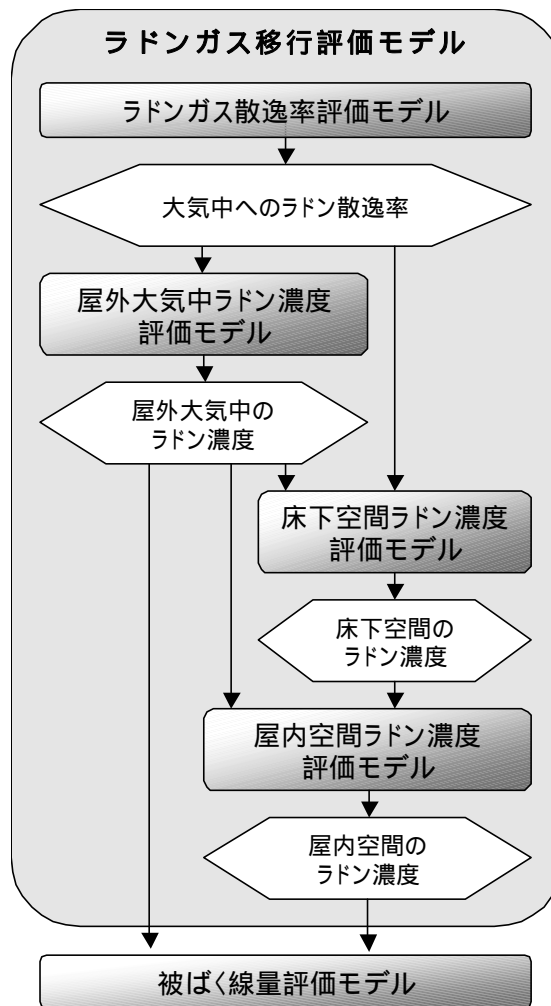 ラドンガス移行評価モデル
ラドンガス散逸率評価モデル
大気中へのラドン散逸率
屋外大気中ラドン濃度
評価モデル
屋外大気中の
ラドン濃度
床下空間ラドン濃度
評価モデル
床下空間の
ラドン濃度
屋内空間ラドン濃度
評価モデル
屋内空間の
ラドン濃度
被ばく線量評価モデル